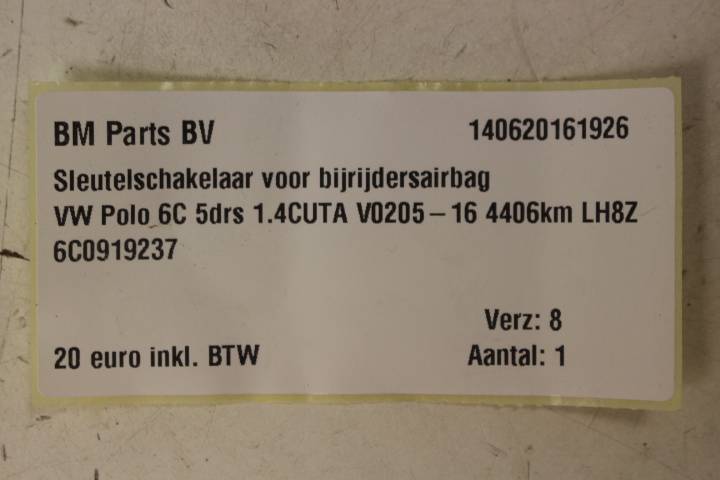 BM Parts BV 140620161926
Sleutelschakelaar voor bijrijdersairbag
VW Polo 6C 5drs 1.4CUTA V0205-16 4406km LH8Z
6C0919237
Verz: 8
20 euro inkl. BTW Aantal: 1